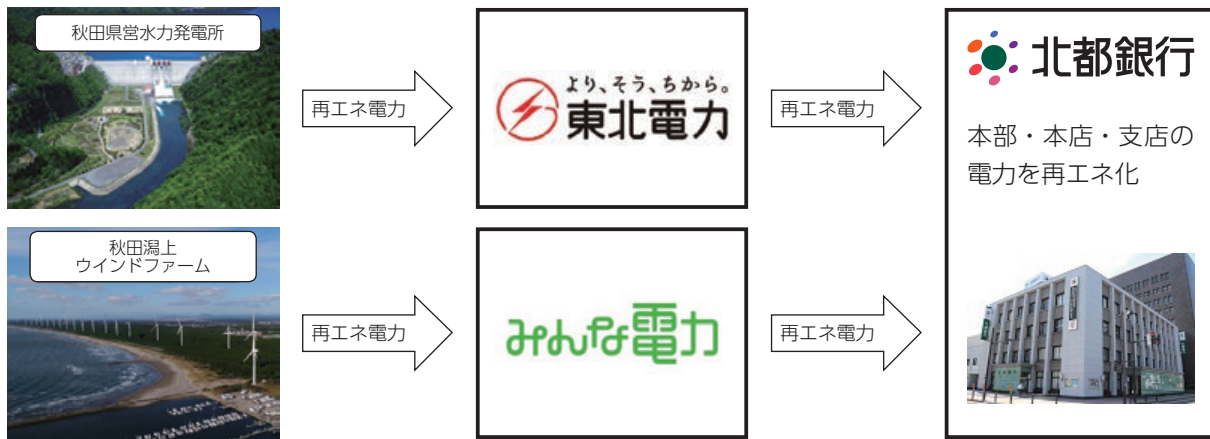 秋田県営水力発電所
再エネ電力
より、そう、ちから。
東北電力
再エネ電力
北都銀行
本部・本店・支店の
電力を再エネ化
秋田潟上
ウインドファーム
再エネ電力
みんな電力
再エネ電力